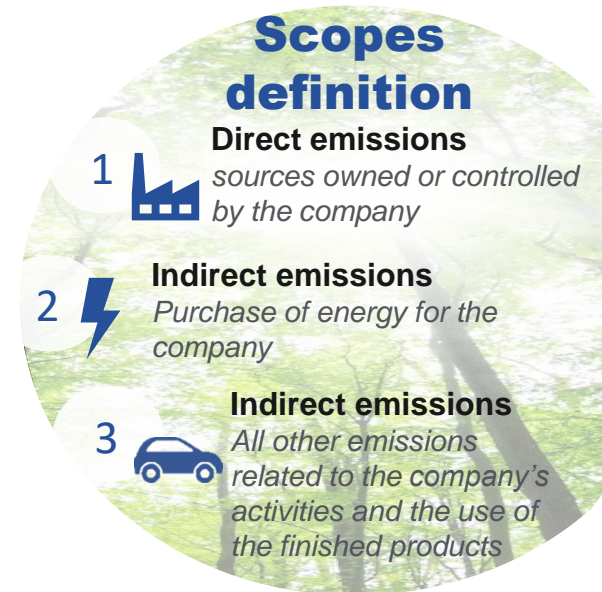 Scopes
definition
1
Direct emissions
sources owned or controlled
by the company
2
Indirect emissions
Purchase of energy for the
company
3
Indirect emissions
All other emissions
related to the company’s
activities and the use of
the finished products